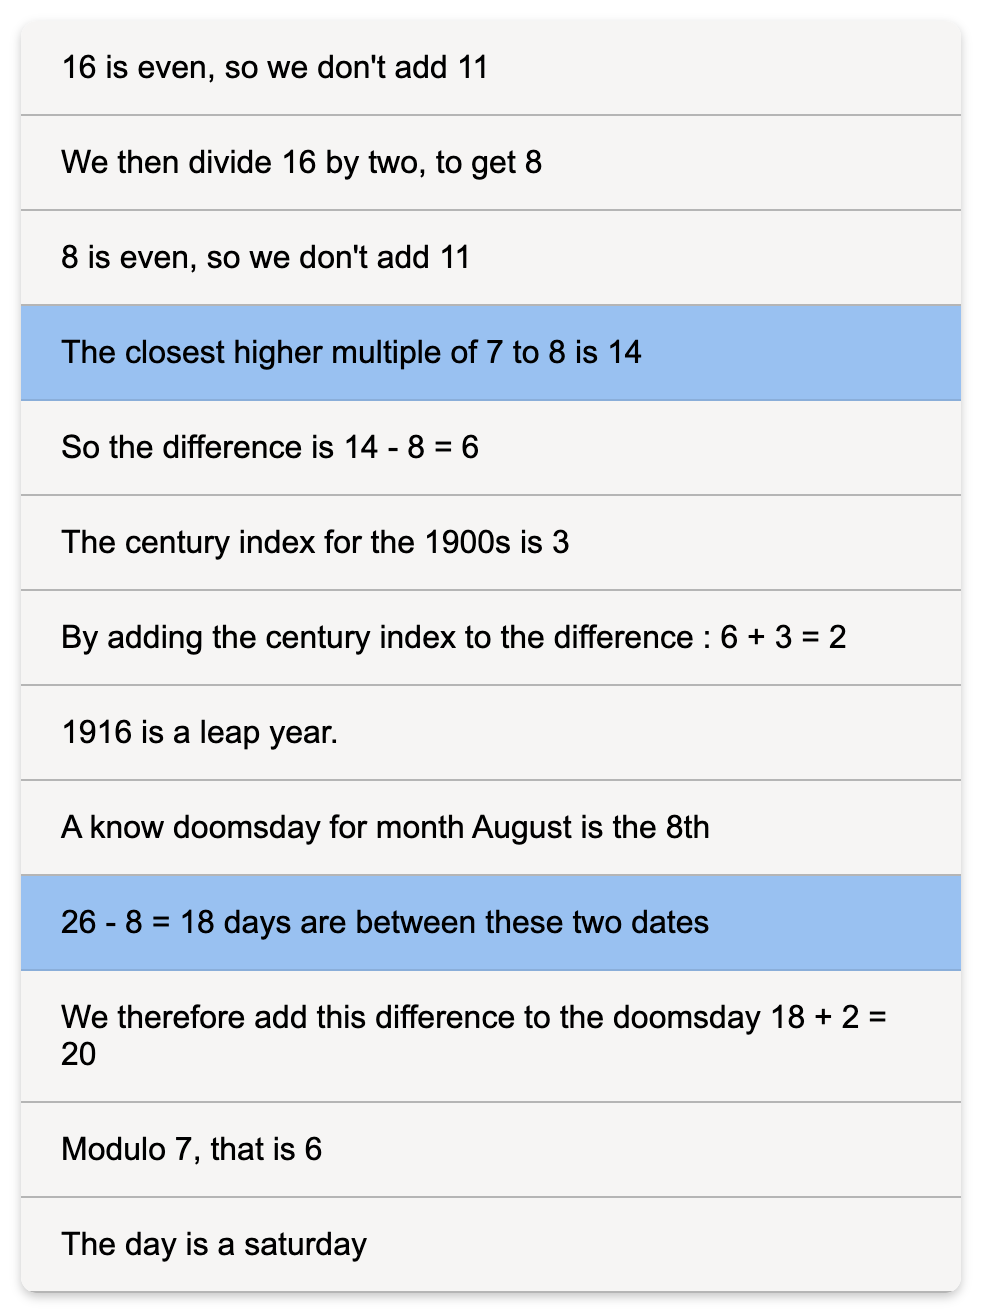 16 is even, so we don't add 11
We then divide 16 by two, to get 8
8 is even, so we don't add 11
The closest higher multiple of 7 to 8 is 14
So the difference is 14 - 8 = 6
The century index for the 1900s is 3
By adding the century index to the difference : 6 + 3 = 2
1916 is a leap year.
A know doomsday for month August is the 8th
26 - 8 = 18 days are between these two dates
We therefore add this difference to the doomsday 18 + 2 =
20
Modulo 7, that is 6
The day is a saturday